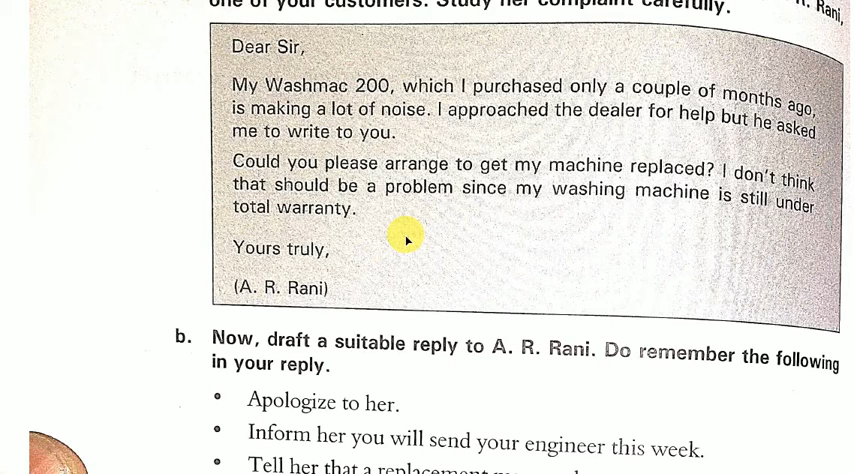 one of your customers. Study her complaint carefully.
R. Rani,
Dear Sir,
My Washmac 200, which I purchased only a couple of months ago,
is making a lot of noise. I approached the dealer for help but he asked
me to write to you.
Could you please arrange to get my machine replaced? I don't think
that should be a problem since my washing machine is still under
total warranty.
Yours truly,
(A. R. Rani)
b. Now, draft a suitable reply to A. R. Rani. Do remember the following
in your reply.
• Apologize to her.
• Inform her you will send your engineer this week.
• Tell her that a replacement